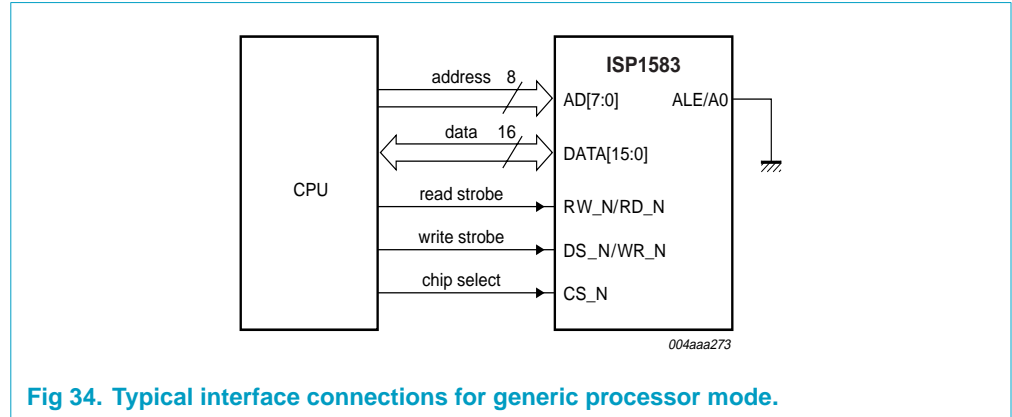 ISP1583
address 8
AD[7:0] ALE/A0
data 16
DATA[15:0]
CPU
read strobe
RW_N/RD_N
write strobe
DS_N/WR_N
chip select
CS_N
004aaa273
Fig 34. Typical interface connections for generic processor mode.